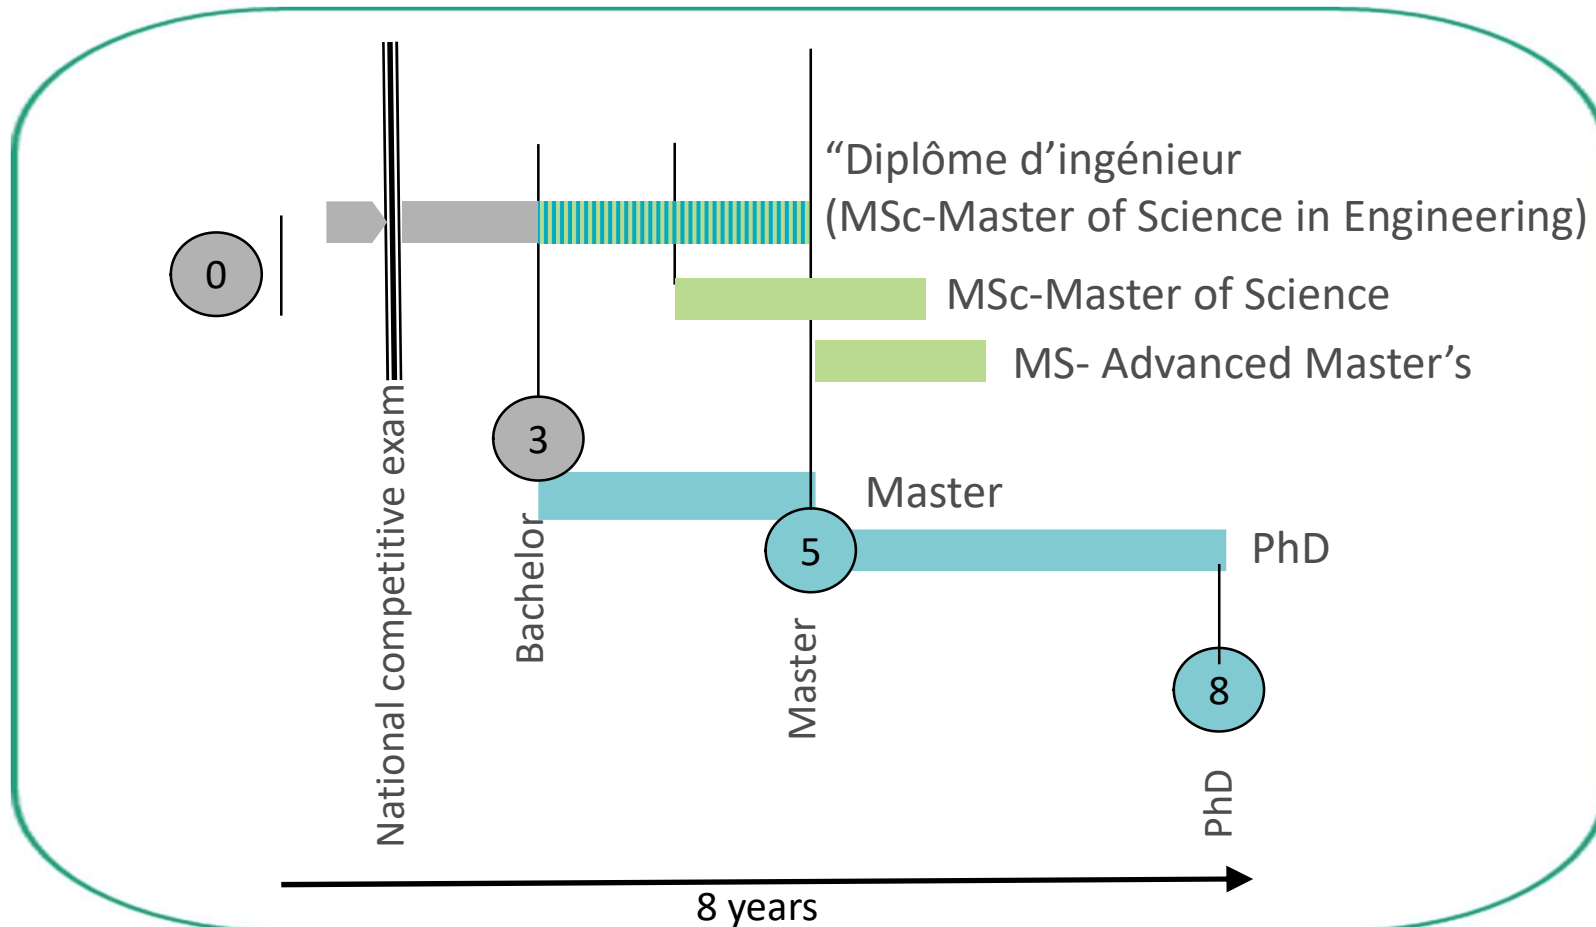 “Diplôme d’ingénieur
(MSc-Master of Science in Engineering)
0
MSc-Master of Science
MS- Advanced Master’s
National competitive exam
3
Bachelor
Master
5
PhD
Master
8
PhD
8 years